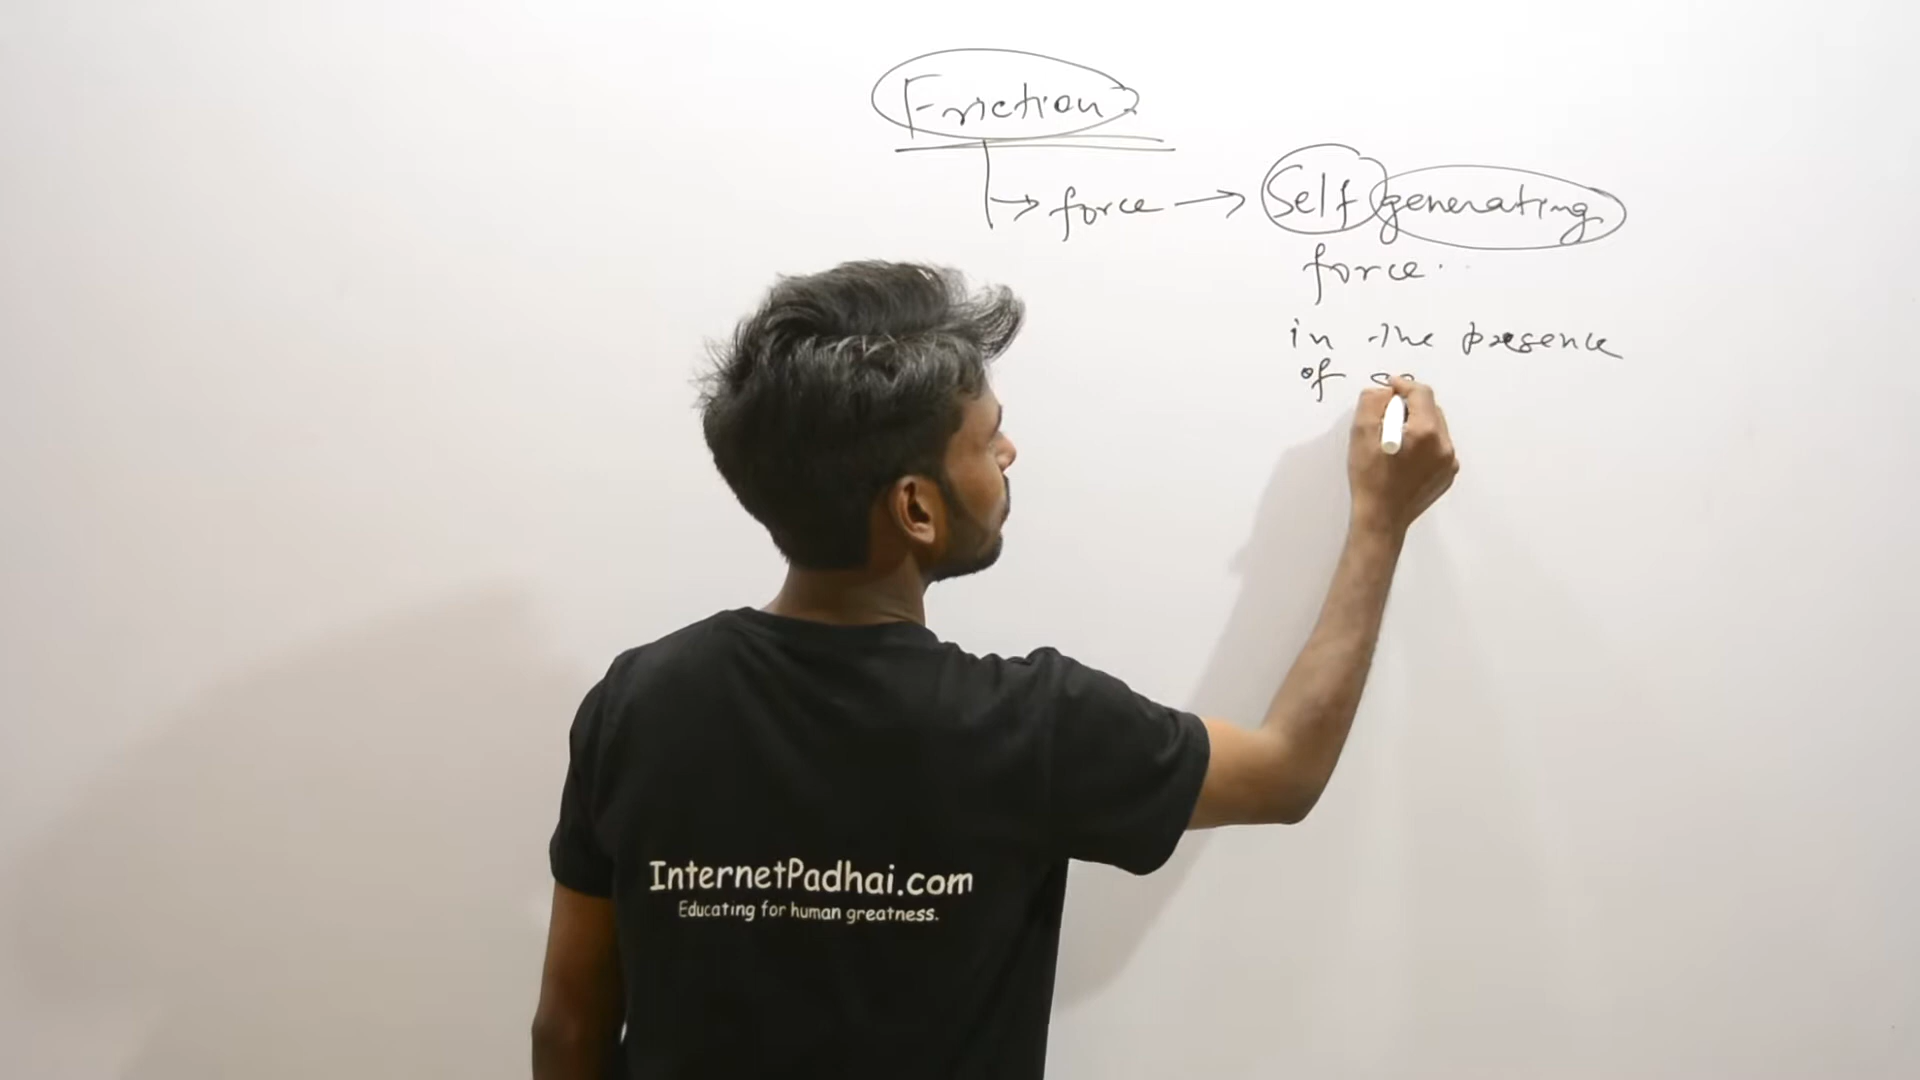 Friction
force → Self generating
force.
in the presence
of
InternetPadhai.com
Educating for human greatness.